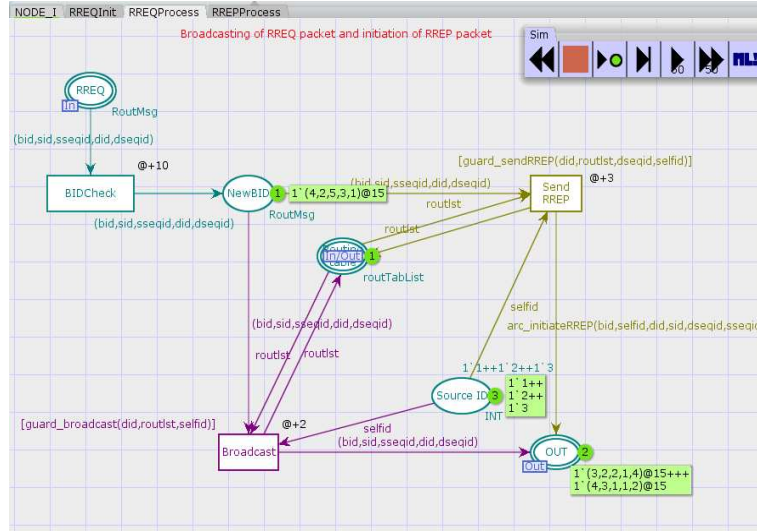 NODE_I RREQInit RREQProcess RREPProcess
Broadcasting of RREQ packet and initiation of RREP packet
Sim
RREQ
In
RoutMsg
(bid,sid,sseqid,did,dseqid)
@+10
BIDCheck
(bid,sid,sseqid,did,dseqid)
NewBID
1
1`(4,2,5,3,1)@15
RoutMsg
(bid,sid,sseqid,did,dseqid)
[guard_sendRREP(did,routlst,dseqid,selfid)]
@+3
Send
RREP
routlst
routlst
In/Out
1
routTabList
(bid,sid,sseqid,did,dseqid)
routlst
routlst
selfid
arc_initiateRREP(bid,selfid,did,sid,dseqid,sseqid
1`1++1`2++1`3
Source ID
3
1`1++
1`2++
1`3
INT
[guard_broadcast(did,routlst,selfid)]
@+2
selfid
(bid,sid,sseqid,did,dseqid)
Broadcast
OUT
2
Out
1`(3,2,2,1,4)@15+++
1`(4,3,1,1,2)@15